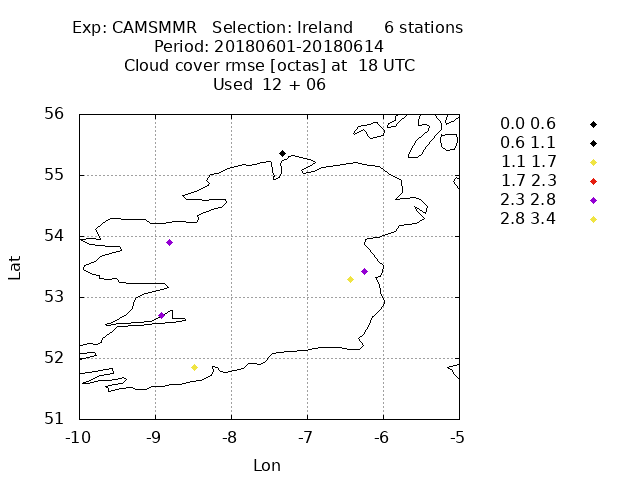 Exp: CAMSMMR   Selection: Ireland      6 stations
Period: 20180601-20180614
Cloud cover rmse [octas] at  18 UTC
Used  12 + 06
56
55
54
53
52
51
Lat
-10 -9 -8 -7 -6 -5
Lon
0.0 0.6
0.6 1.1
1.1 1.7
1.7 2.3
2.3 2.8
2.8 3.4